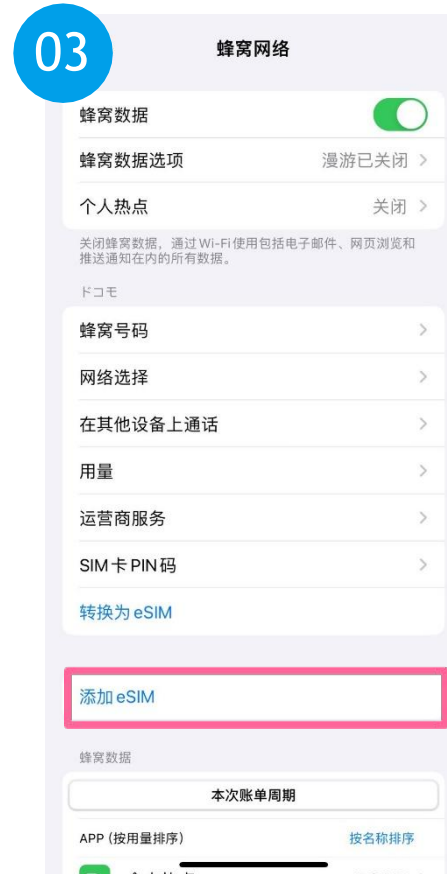 03
蜂窝网络
蜂窝数据
蜂窝数据选项 漫游已关闭
个人热点 关闭
关闭蜂窝数据，通过 Wi-Fi 使用包括电子邮件、网页浏览和
推送通知在内的所有数据。
ドコモ
蜂窝号码
网络选择
在其他设备上通话
用量
运营商服务
SIM 卡 PIN 码
转换为 eSIM
添加 eSIM
蜂窝数据
本次账单周期
APP (按用量排序) 按名称排序